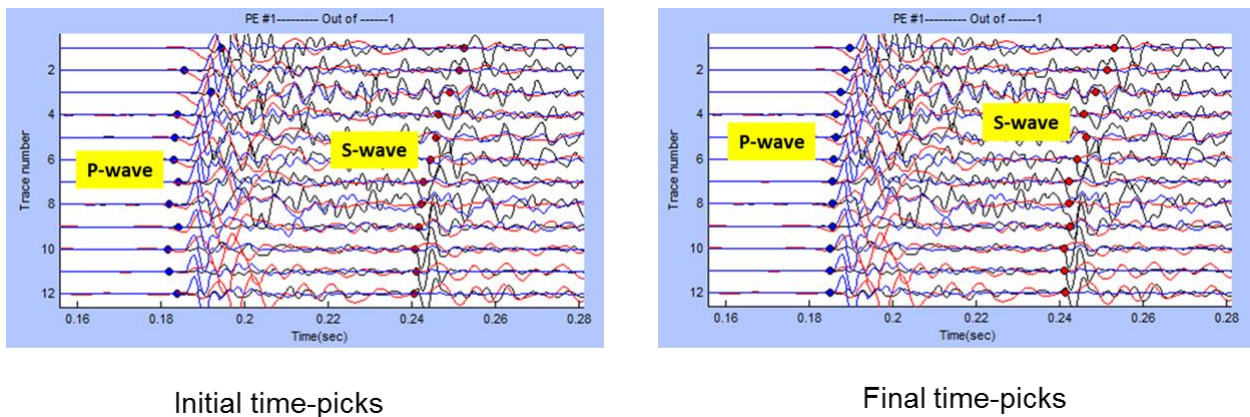 PE #1--------- Out of ------1
Trace number
2
4
6
8
10
12
P-wave
S-wave
0.16 0.18 0.2 0.22 0.24 0.26 0.28
Time(sec)
Initial time-picks
PE #1--------- Out of ------1
Trace number
2
4
6
8
10
12
P-wave
S-wave
0.16 0.18 0.2 0.22 0.24 0.26 0.28
Time(sec)
Final time-picks